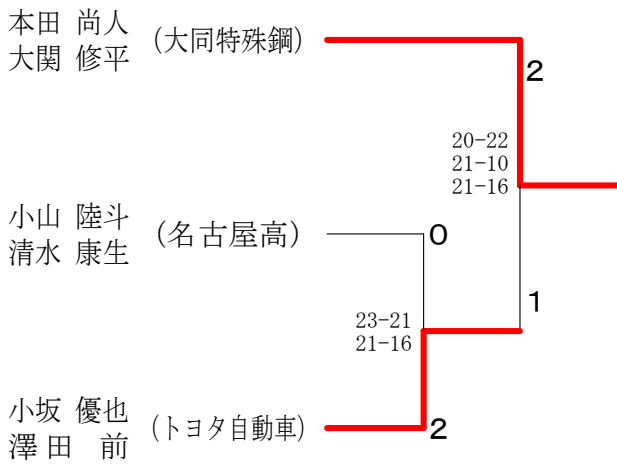 本田 尚人
大関 修平
(大同特殊鋼)
2
20-22
21-10
21-16
小山 陸斗
清水 康生
(名古屋高)
0
1
23-21
21-16
小坂 優也
澤田 前
(トヨタ自動車)
2